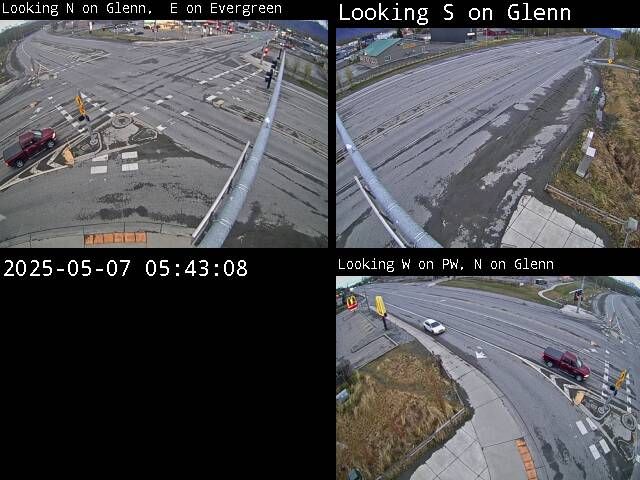 Looking N on Glenn,  E on Evergreen
Looking S on Glenn
2025-05-07 05:43:08
Looking W on PW, N on Glenn